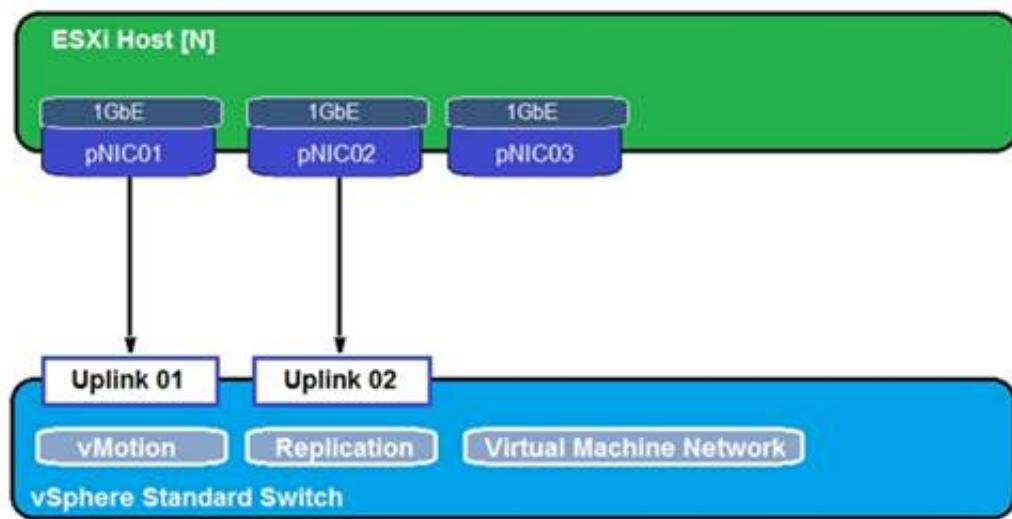 ESXi Host [N]
1GbE 1GbE 1GbE
pNIC01 pNIC02 pNIC03
Uplink 01 Uplink 02
vMotion Replication Virtual Machine Network
vSphere Standard Switch